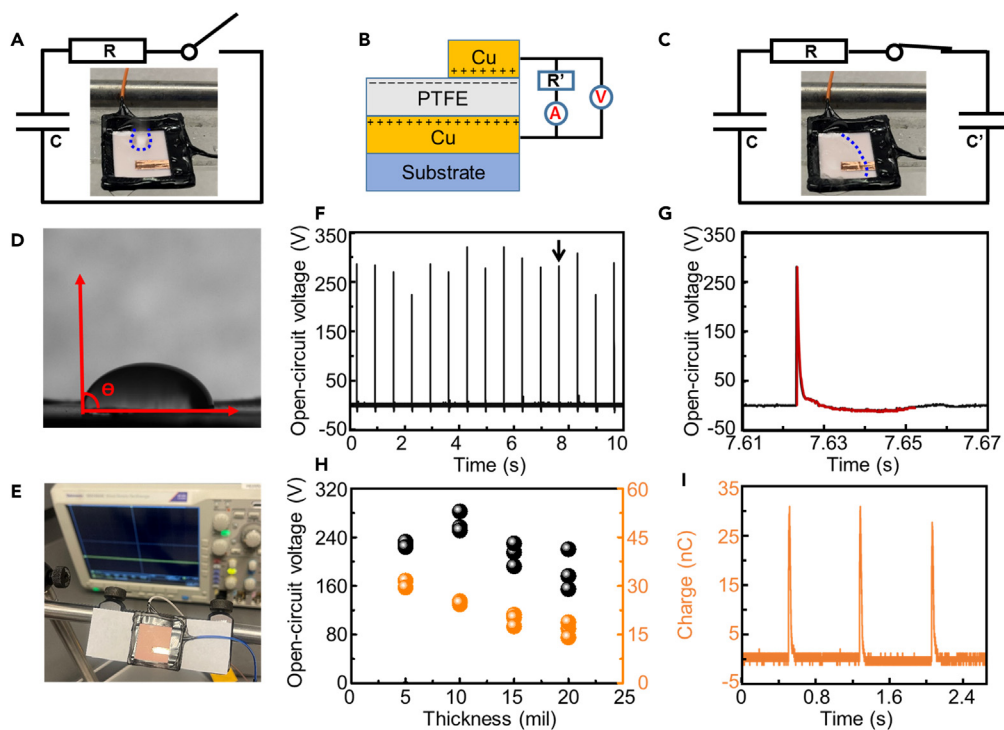 A
R
C
B
Cu
++++++
PTFE
++++++++++++
Cu
Substrate
R'
A
V
C
R
C
C'
D
Θ
E
F
Open-circuit voltage (V)
350
250
150
50
-50
0
2
4
6
8
10
Time (s)
G
Open-circuit voltage (V)
350
250
150
50
-50
7.61
7.63
7.65
7.67
Time (s)
H
Open-circuit voltage (V)
320
240
160
80
0
60
45
30
15
0
0
5
10
15
20
25
Thickness (mil)
I
Charge (nC)
35
25
15
5
-5
0
0.8
1.6
2.4
Time (s)